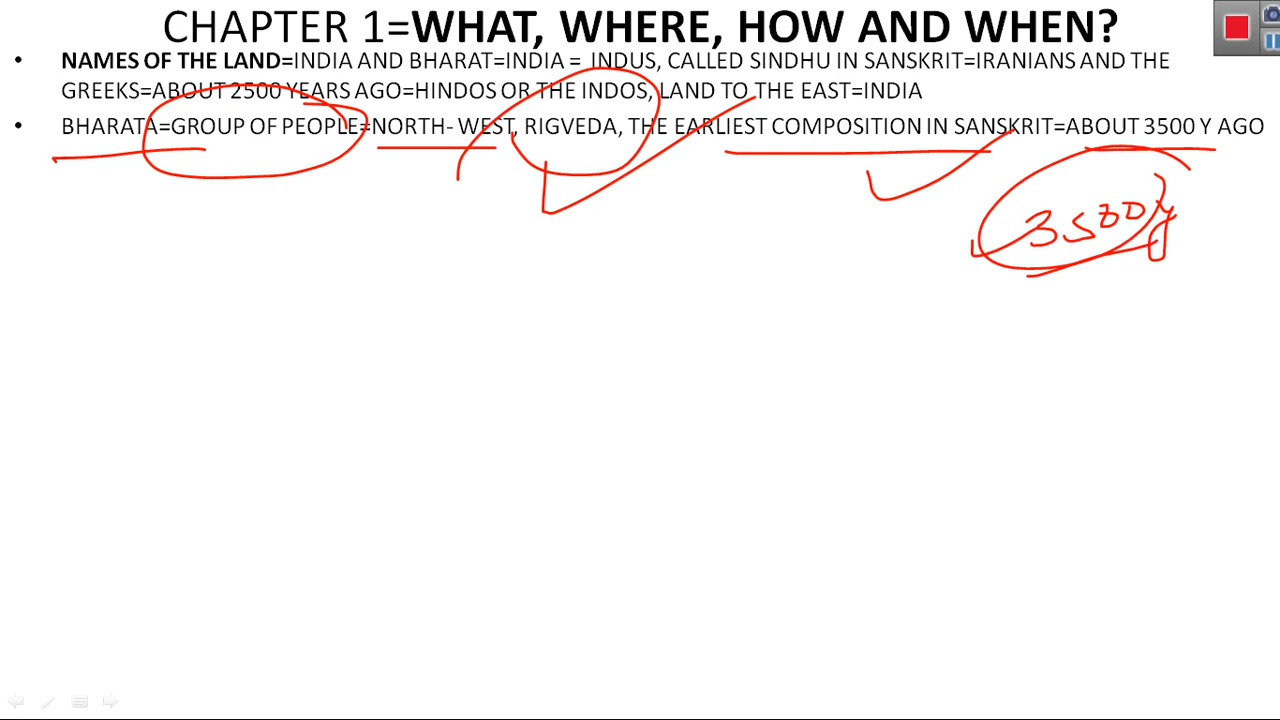 CHAPTER 1=WHAT, WHERE, HOW AND WHEN?
• NAMES OF THE LAND=INDIA AND BHARAT=INDIA = INDUS, CALLED SINDHU IN SANSKRIT=IRANIANS AND THE
GREEKS=ABOUT 2500 YEARS AGO=HINDOS OR THE INDOS, LAND TO THE EAST=INDIA
• BHARATA=GROUP OF PEOPLE=NORTH- WEST, RIGVEDA, THE EARLIEST COMPOSITION IN SANSKRIT=ABOUT 3500 Y AGO
3500 y